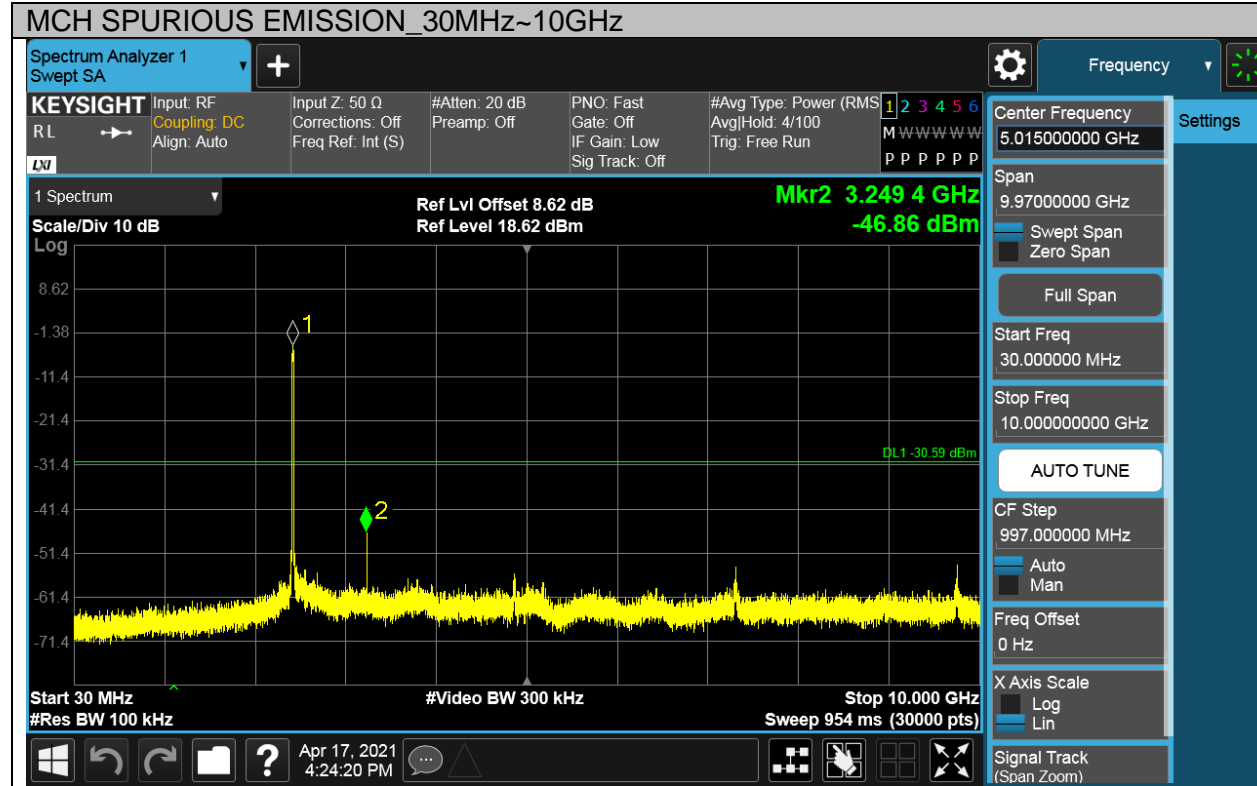 MCH SPURIOUS EMISSION_30MHz~10GHz
Spectrum Analyzer 1
Swept SA
+
Frequency
KEYSIGHT
RL
LXI
Input: RF
Coupling: DC
Align: Auto
Input Z: 50 Ω
Corrections: Off
Freq Ref: Int (S)
#Atten: 20 dB
Preamp: Off
PNO: Fast
Gate: Off
IF Gain: Low
Sig Track: Off
#Avg Type: Power (RMS
Avg|Hold: 4/100
Trig: Free Run
1 2 3 4 5 6
M W W W W W
P P P P P P
1 Spectrum
Scale/Div 10 dB
Log
Ref Lvl Offset 8.62 dB
Ref Level 18.62 dBm
Mkr2 3.249 4 GHz
-46.86 dBm
8.62
-1.38
-11.4
-21.4
-31.4
-41.4
-51.4
-61.4
-71.4
1
2
DL1 -30.59 dBm
Start 30 MHz
#Res BW 100 kHz
#Video BW 300 kHz
Stop 10.000 GHz
Sweep 954 ms (30000 pts)
?
Apr 17, 2021
4:24:20 PM
Center Frequency
5.015000000 GHz
Settings
Span
9.97000000 GHz
Swept Span
Zero Span
Full Span
Start Freq
30.000000 MHz
Stop Freq
10.000000000 GHz
AUTO TUNE
CF Step
997.000000 MHz
Auto
Man
Freq Offset
0 Hz
X Axis Scale
Log
Lin
Signal Track
(Span Zoom)